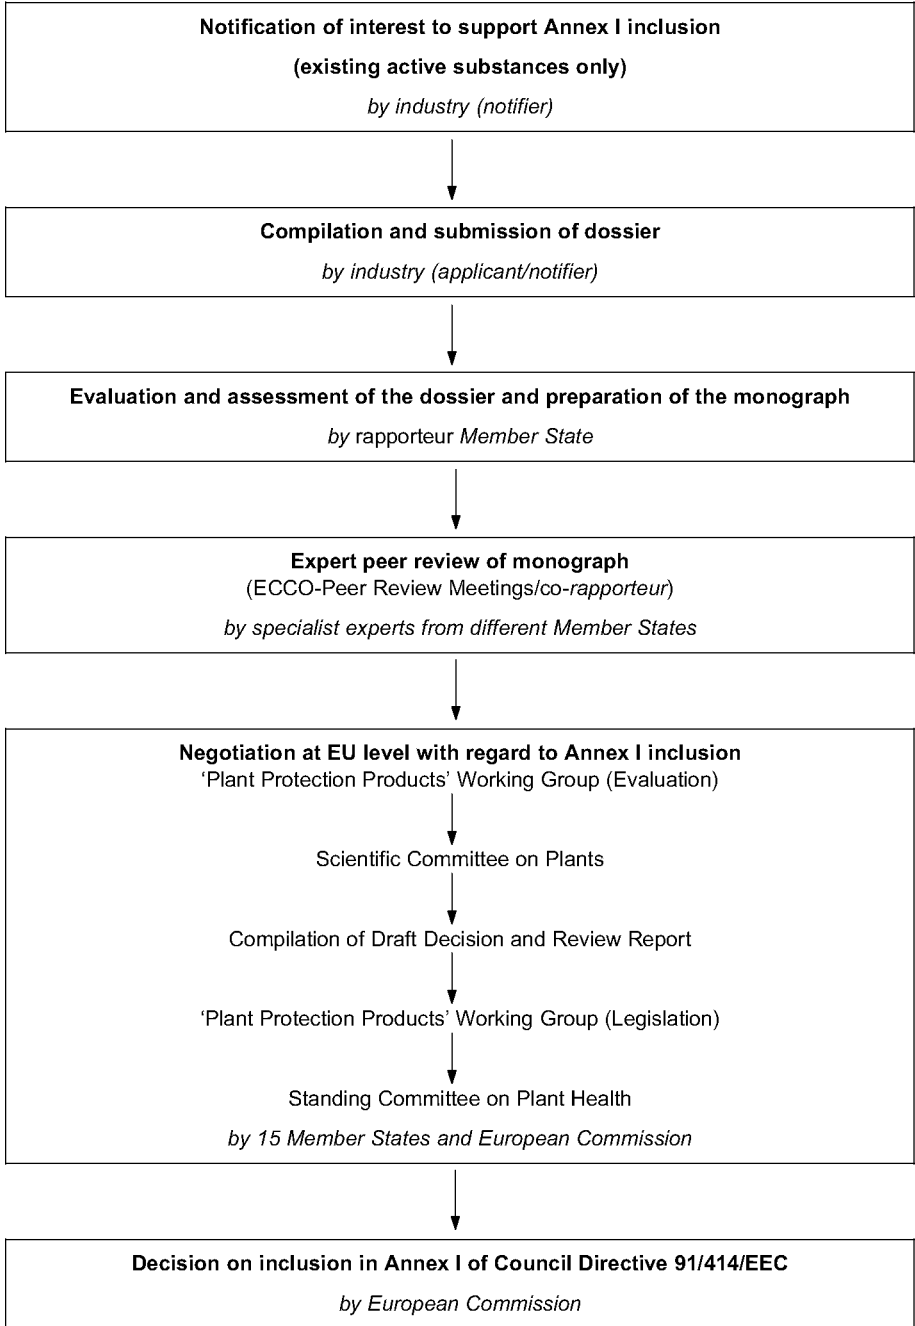 Notification of interest to support Annex I inclusion
(existing active substances only)
by industry (notifier)
Compilation and submission of dossier
by industry (applicant/notifier)
Evaluation and assessment of the dossier and preparation of the monograph
by rapporteur Member State
Expert peer review of monograph
(ECCO-Peer Review Meetings/co-rapporteur)
by specialist experts from different Member States
Negotiation at EU level with regard to Annex I inclusion
‘Plant Protection Products’ Working Group (Evaluation)
Scientific Committee on Plants
Compilation of Draft Decision and Review Report
‘Plant Protection Products’ Working Group (Legislation)
Standing Committee on Plant Health
by 15 Member States and European Commission
Decision on inclusion in Annex I of Council Directive 91/414/EEC
by European Commission